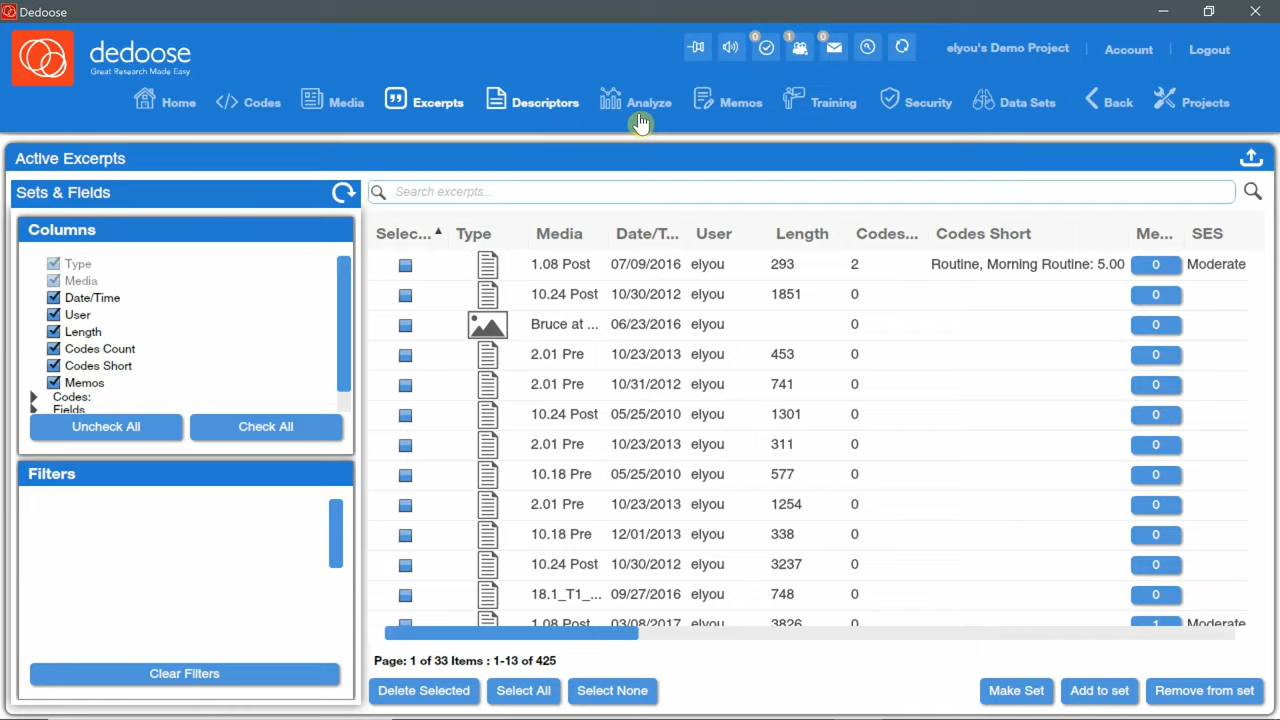 Dedoose
dedoose
Great Research Made Easy
0 1 0
elyou's Demo Project Account Logout
Home Codes Media Excerpts Descriptors Analyze Memos Training Security Data Sets Back Projects
Active Excerpts
Sets & Fields
Columns
Type
Media
Date/Time
User
Length
Codes Count
Codes Short
Memos
Codes:
Fields
Uncheck All Check All
Filters
Clear Filters
Search excerpts...
Selec... Type Media Date/T... User Length Codes... Codes Short Me... SES
1.08 Post 07/09/2016 elyou 293 2 Routine, Morning Routine: 5.00 0 Moderate
10.24 Post 10/30/2012 elyou 1851 0 0
Bruce at ... 06/23/2016 elyou 0 0
2.01 Pre 10/23/2013 elyou 453 0 0
2.01 Pre 10/31/2012 elyou 741 0 0
10.24 Post 05/25/2010 elyou 1301 0 0
2.01 Pre 10/23/2013 elyou 311 0 0
10.18 Pre 05/25/2010 elyou 577 0 0
2.01 Pre 10/23/2013 elyou 1254 0 0
10.18 Pre 12/01/2013 elyou 338 0 0
10.24 Post 10/30/2012 elyou 3237 0 0
18.1_T1_... 09/27/2016 elyou 748 0 0
1.08 Post 03/08/2017 elyou 3826 0 1 Moderate
Page: 1 of 33 Items : 1-13 of 425
Delete Selected Select All Select None Make Set Add to set Remove from set